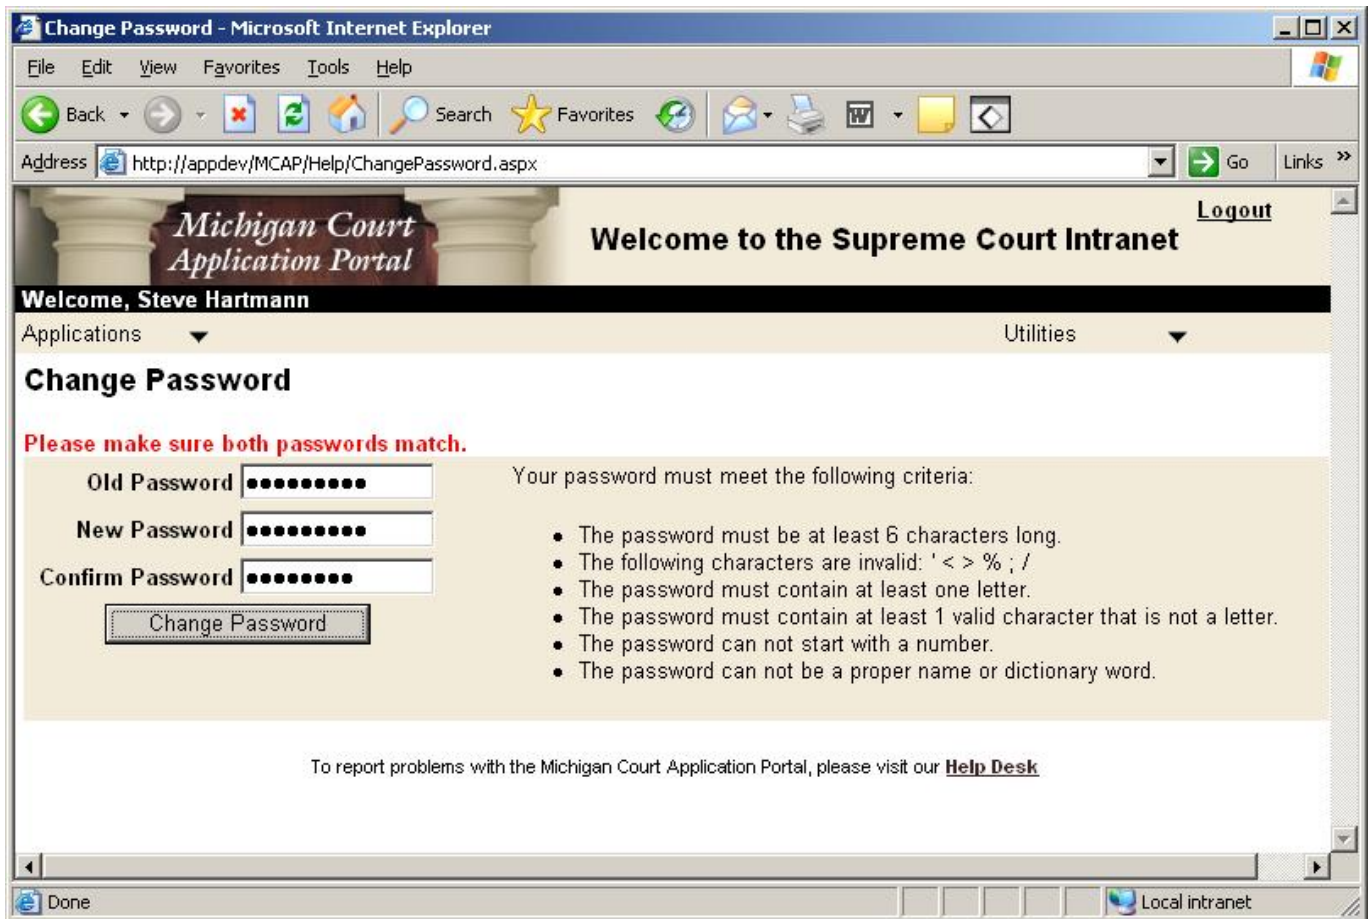 Change Password - Microsoft Internet Explorer
File Edit View Favorites Tools Help
Back Search Favorites
Address http://appdev/MCAP/Help/ChangePassword.aspx Go Links »
Michigan Court
Application Portal
Logout
Welcome to the Supreme Court Intranet
Welcome, Steve Hartmann
Applications Utilities
Change Password
Please make sure both passwords match.
Old Password •••••••••
New Password •••••••••
Confirm Password ••••••••
Change Password
Your password must meet the following criteria:
• The password must be at least 6 characters long.
• The following characters are invalid: ' < > % ; /
• The password must contain at least one letter.
• The password must contain at least 1 valid character that is not a letter.
• The password can not start with a number.
• The password can not be a proper name or dictionary word.
To report problems with the Michigan Court Application Portal, please visit our Help Desk
Done Local intranet